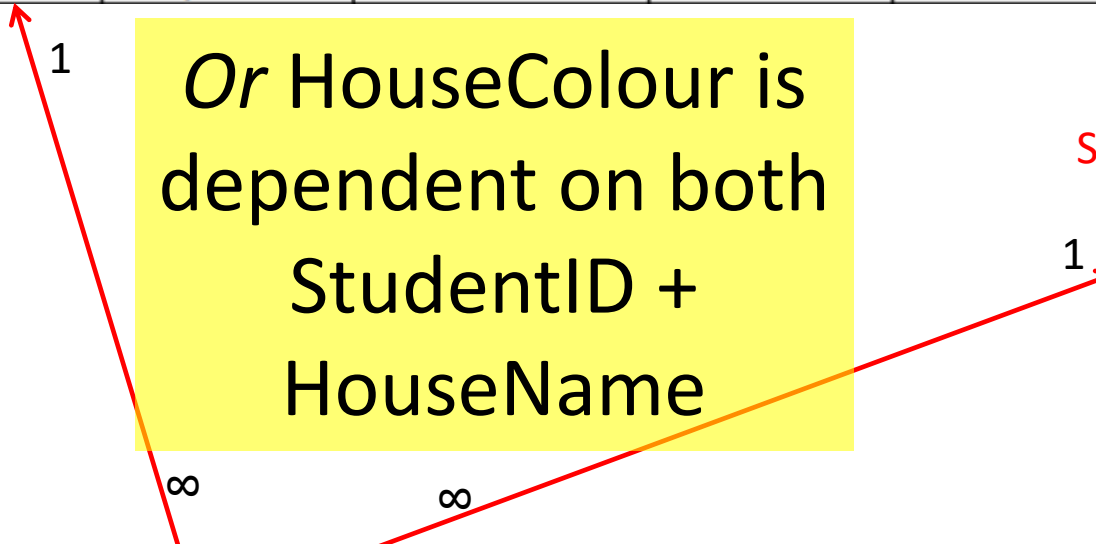 1
Or HouseColour is
dependent on both
StudentID +
HouseName
S
1
∞
∞